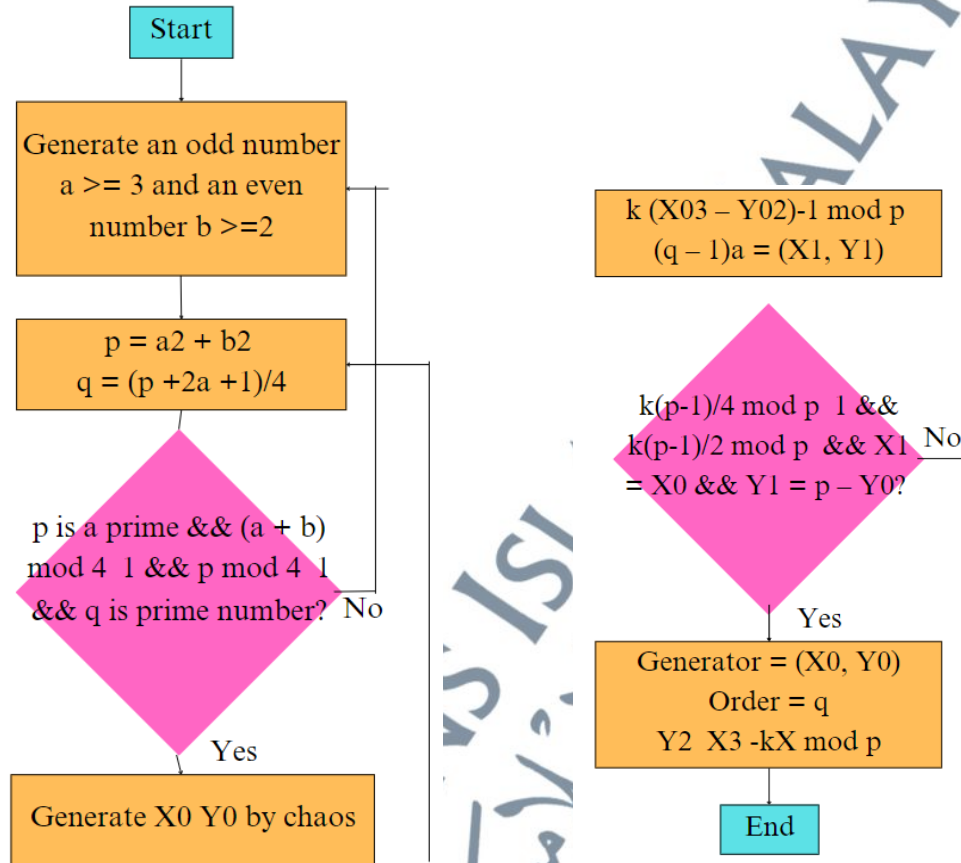 Start
Generate an odd number
a >= 3 and an even
number b >=2
p = a2 + b2
q = (p +2a +1)/4
p is a prime && (a + b)
mod 4 1 && p mod 4 1
&& q is prime number?
No
Yes
Generate X0 Y0 by chaos
k (X03 – Y02)-1 mod p
(q – 1)a = (X1, Y1)
k(p-1)/4 mod p 1 &&
k(p-1)/2 mod p && X1
= X0 && Y1 = p – Y0?
No
Yes
Generator = (X0, Y0)
Order = q
Y2 X3 -kX mod p
End